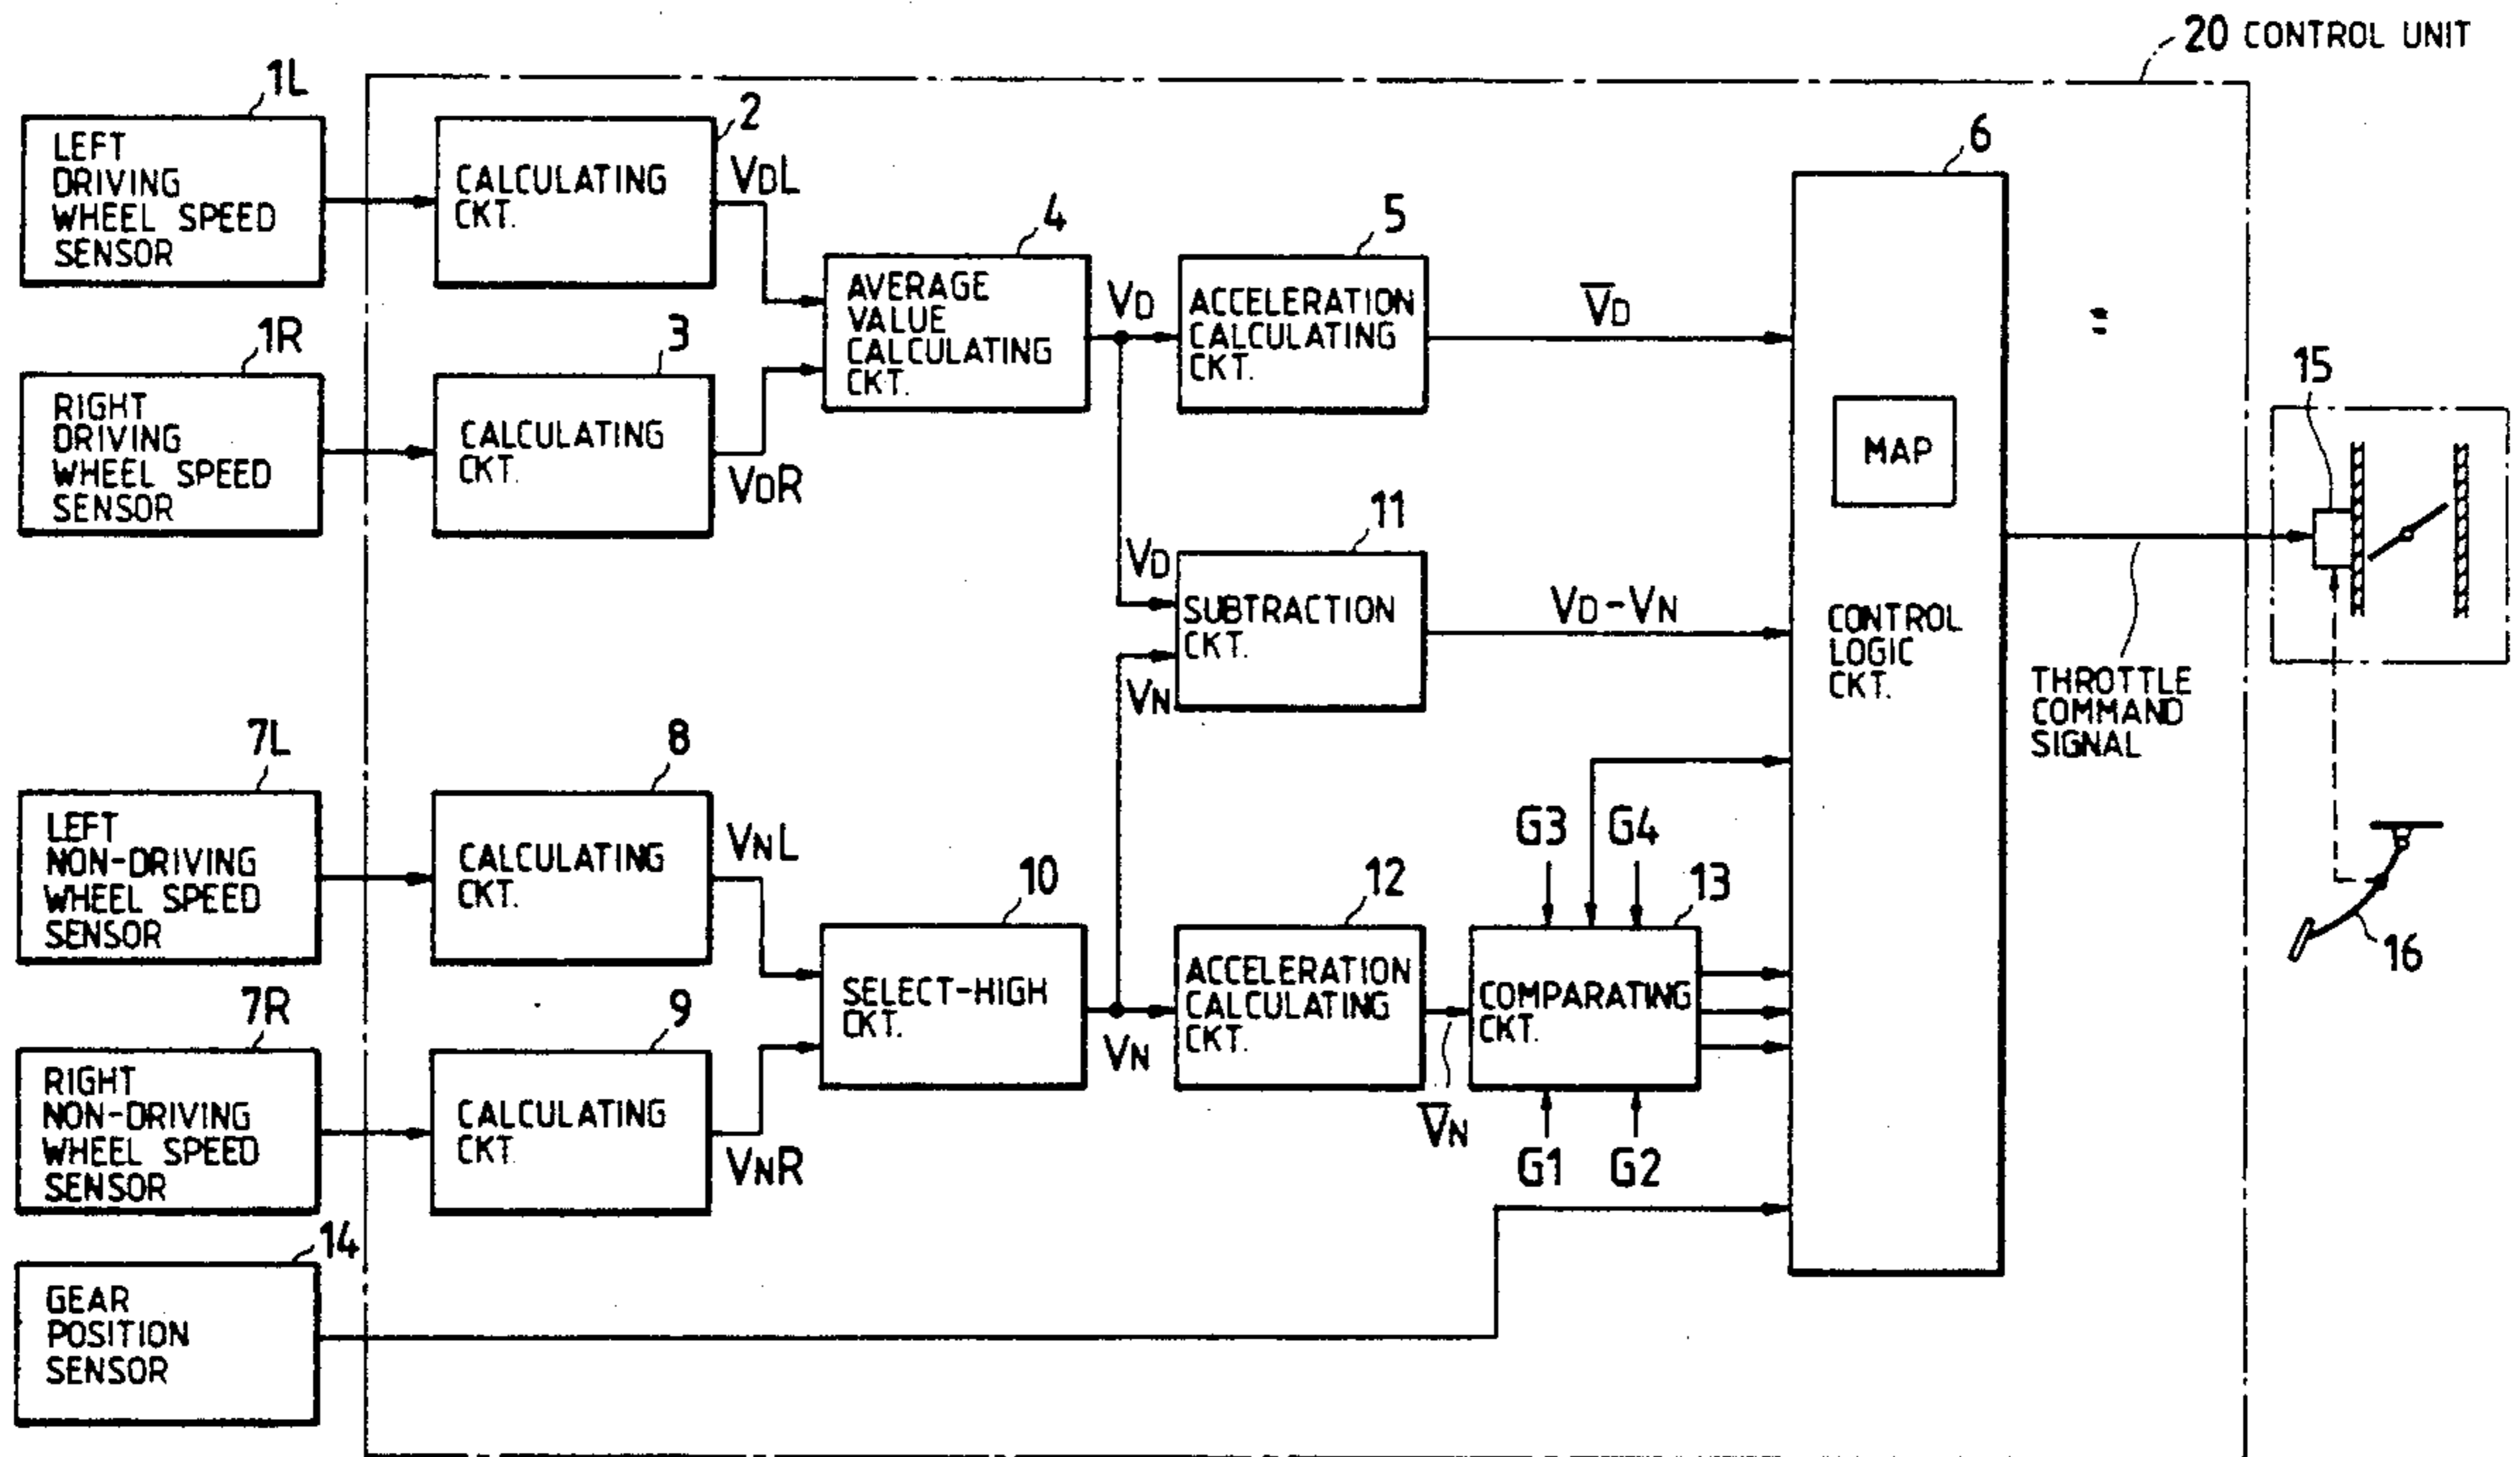 20 CONTROL UNIT
1L
LEFT
DRIVING
WHEEL SPEED
SENSOR
2
CALCULATING
CKT.
VDL
1R
RIGHT
DRIVING
WHEEL SPEED
SENSOR
3
CALCULATING
CKT.
VDR
4
AVERAGE
VALUE
CALCULATING
CKT.
VD
5
ACCELERATION
CALCULATING
CKT.
V̅D
6
MAP
CONTROL
LOGIC
CKT.
11
VD
SUBTRACTION
CKT.
VN
VD-VN
15
THROTTLE
COMMAND
SIGNAL
7L
LEFT
NON-DRIVING
WHEEL SPEED
SENSOR
8
CALCULATING
CKT.
VNL
7R
RIGHT
NON-DRIVING
WHEEL SPEED
SENSOR
9
CALCULATING
CKT.
VNR
10
SELECT-HIGH
CKT.
VN
12
ACCELERATION
CALCULATING
CKT.
V̅N
G3 G4
13
COMPARATING
CKT.
G1 G2
16
14
GEAR
POSITION
SENSOR